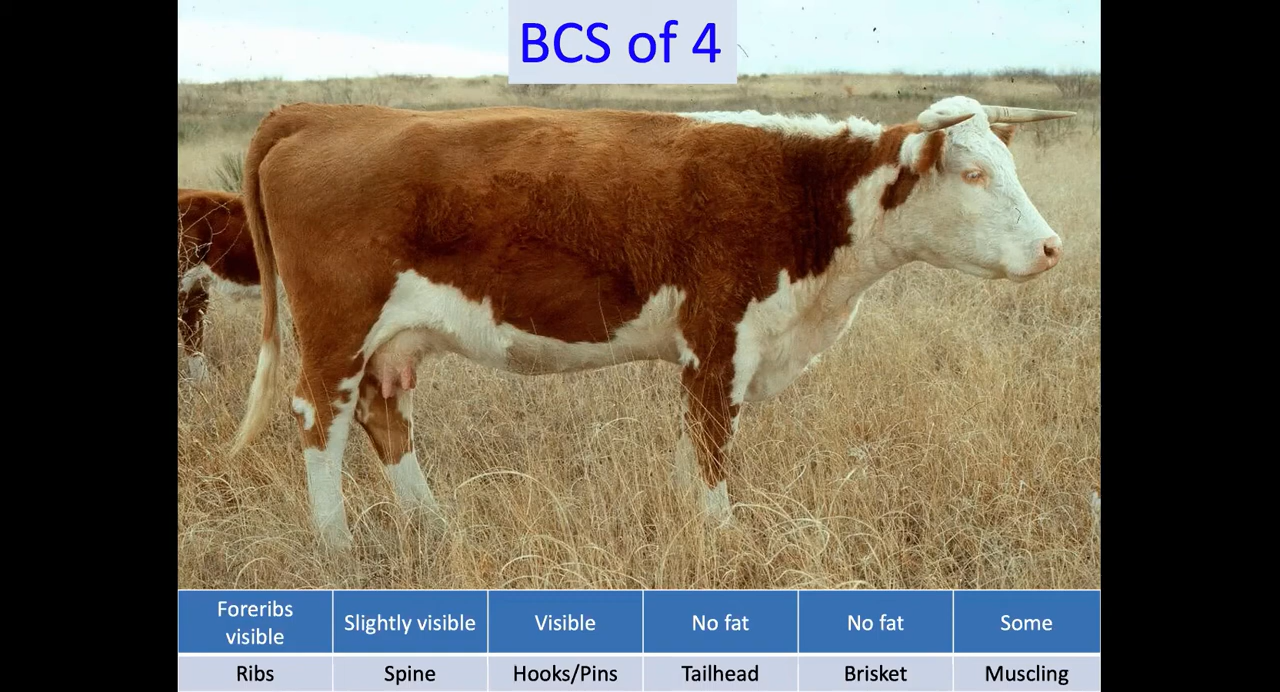 BCS of 4
Foreribs visible
Slightly visible
Visible
No fat
No fat
Some
Ribs
Spine
Hooks/Pins
Tailhead
Brisket
Muscling